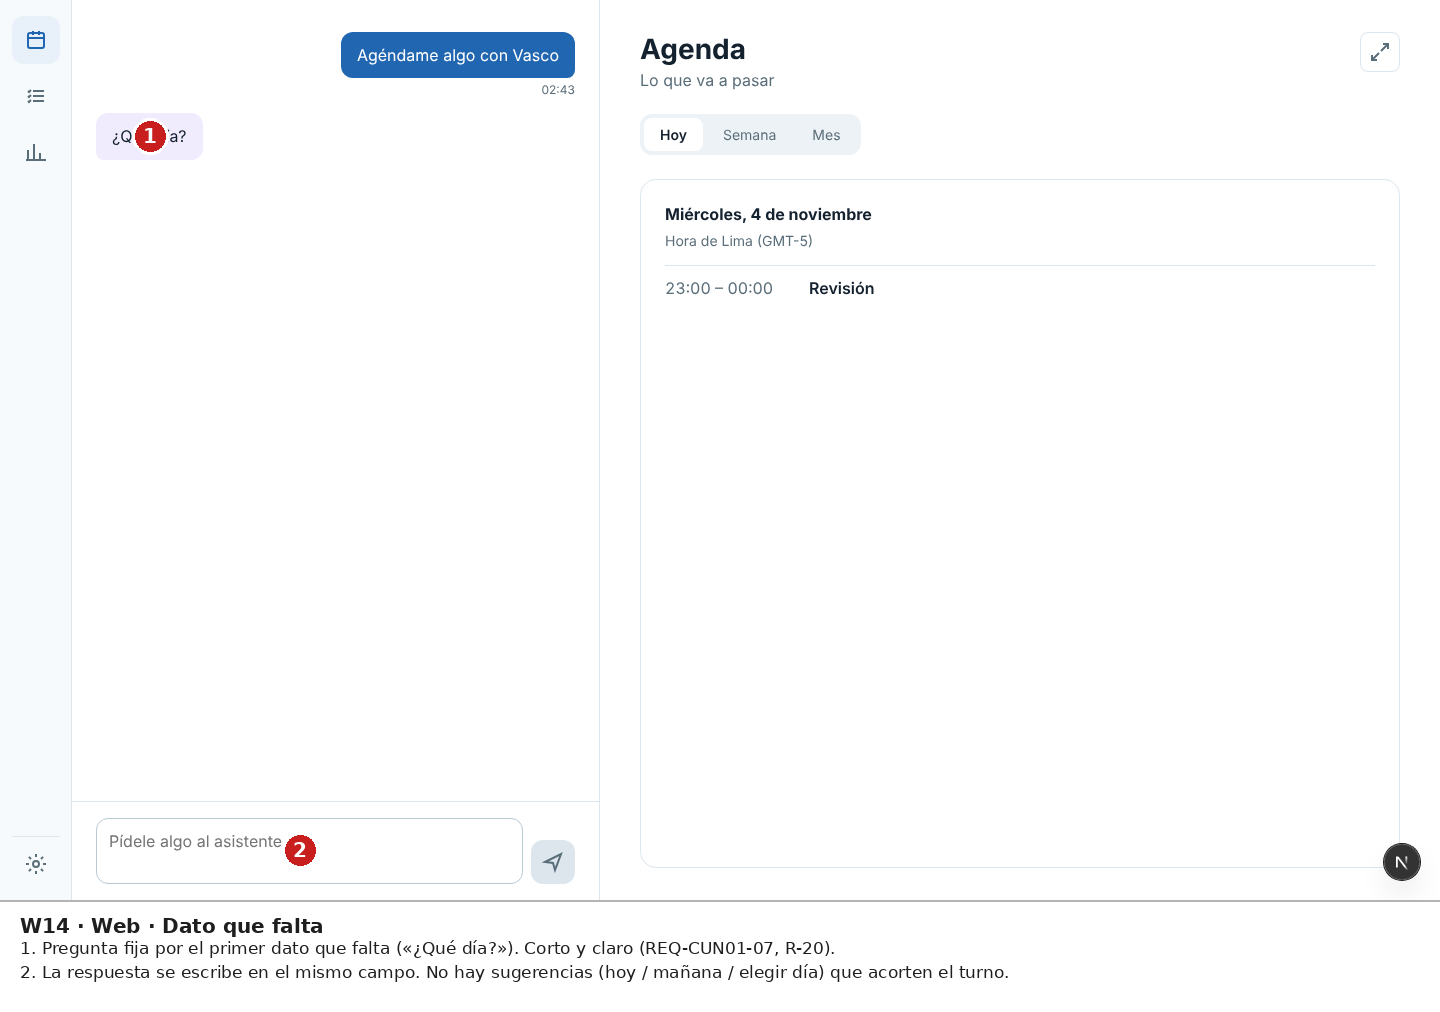 Agéndame algo con Vasco
02:43
¿Q
1
a?
Pídele algo al asistente
2
Agenda
Lo que va a pasar
Hoy
Semana
Mes
Miércoles, 4 de noviembre
Hora de Lima (GMT-5)
23:00 – 00:00 Revisión
N
W14 · Web · Dato que falta
1. Pregunta fija por el primer dato que falta («¿Qué día?»). Corto y claro (REQ-CUN01-07, R-20).
2. La respuesta se escribe en el mismo campo. No hay sugerencias (hoy / mañana / elegir día) que acorten el turno.